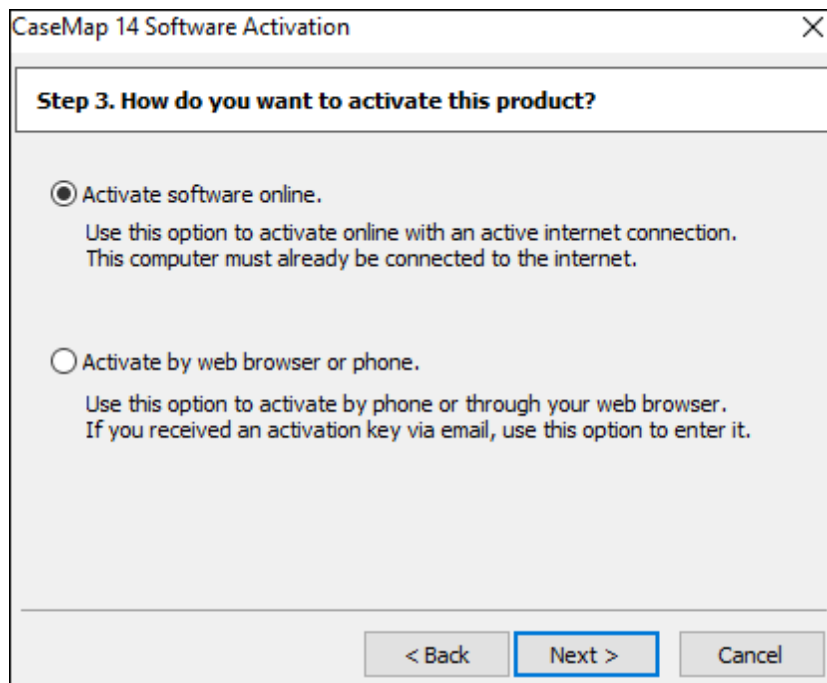 CaseMap 14 Software Activation
Step 3. How do you want to activate this product?
Activate software online.
Use this option to activate online with an active internet connection.
This computer must already be connected to the internet.
Activate by web browser or phone.
Use this option to activate by phone or through your web browser.
If you received an activation key via email, use this option to enter it.
< Back Next > Cancel